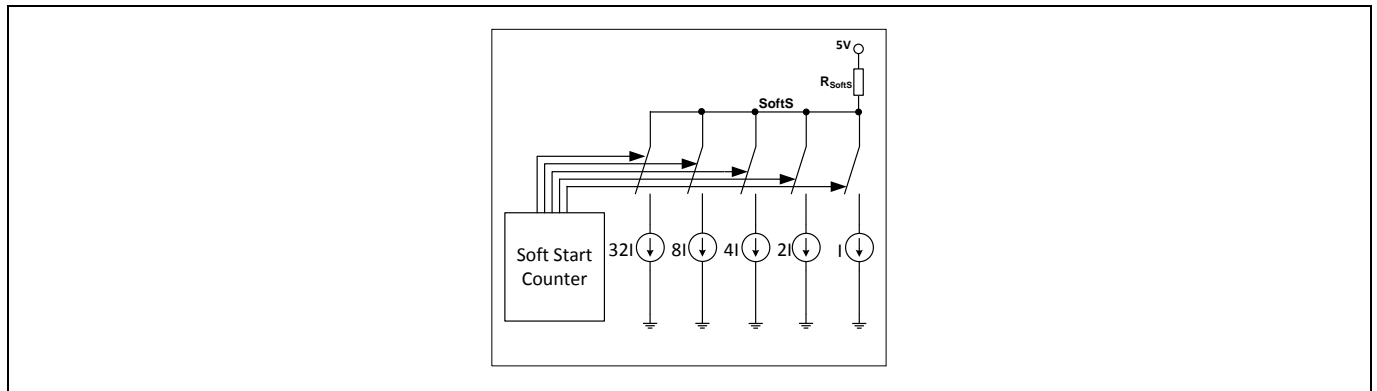 5V
RSoftS
SoftS
Soft Start
Counter
32I
8I
4I
2I
I